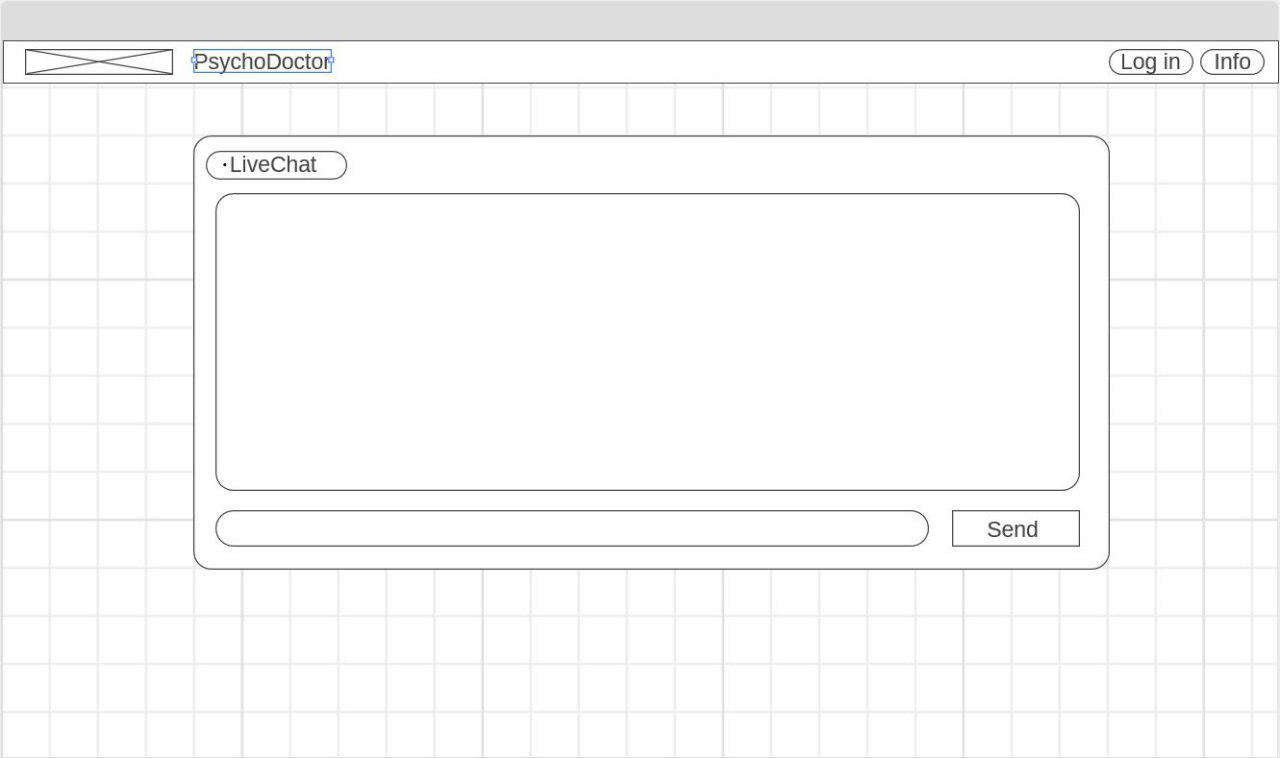 PsychoDoctor
Log in
Info
·LiveChat
Send